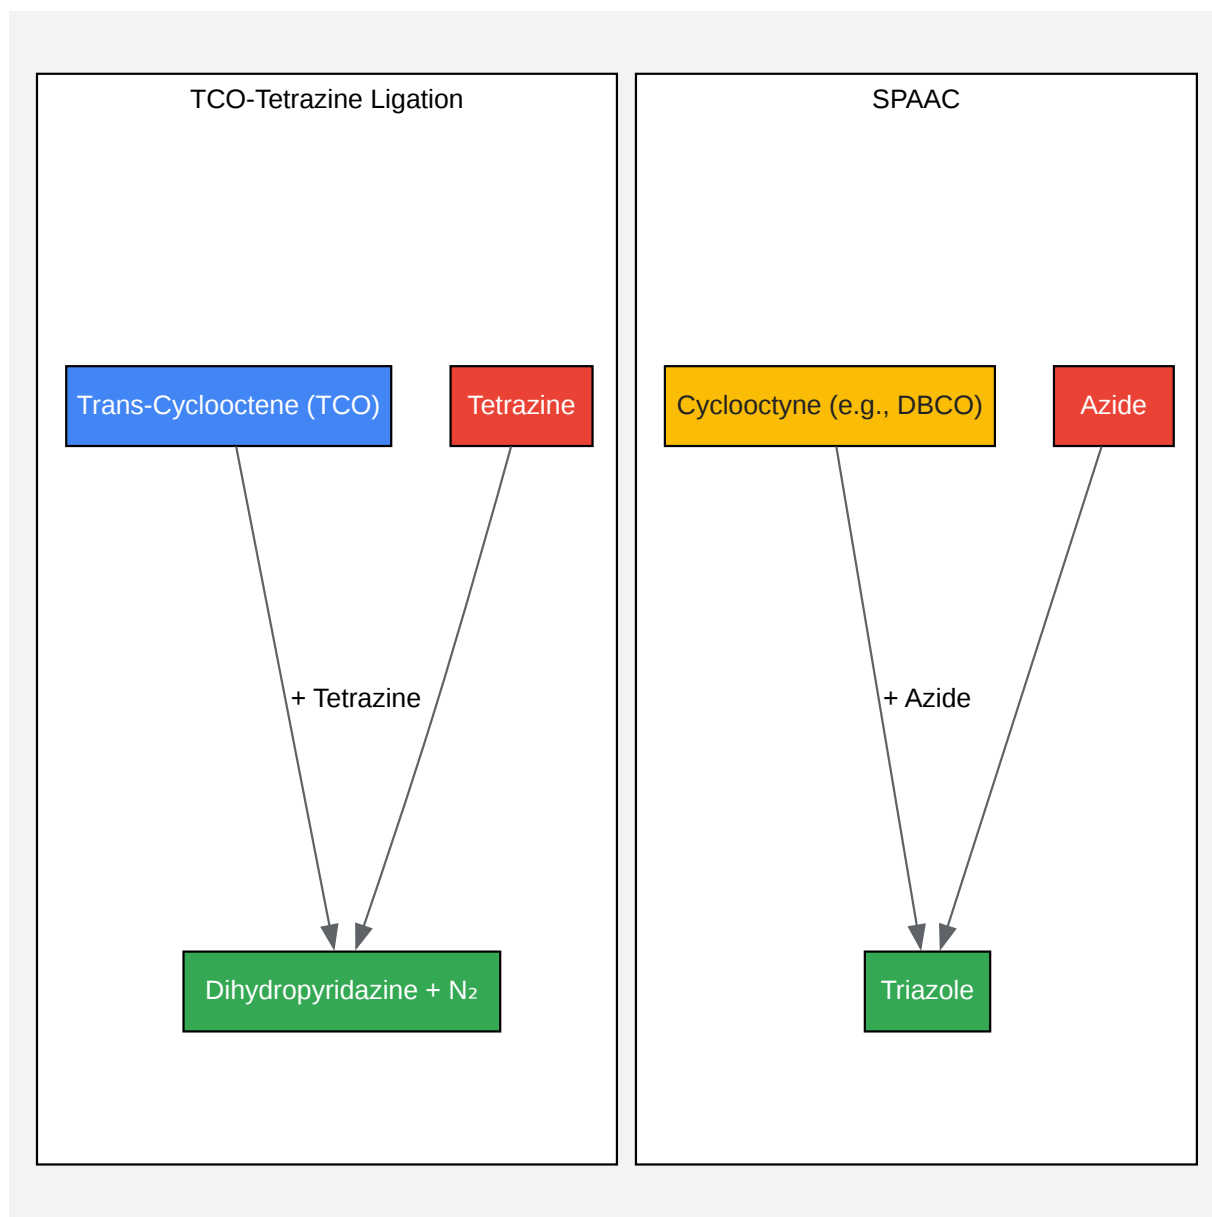 TCO-Tetrazine Ligation
Trans-Cyclooctene (TCO)
Tetrazine
+ Tetrazine
Dihydropyridazine + N₂
SPAAC
Cyclooctyne (e.g., DBCO)
Azide
+ Azide
Triazole